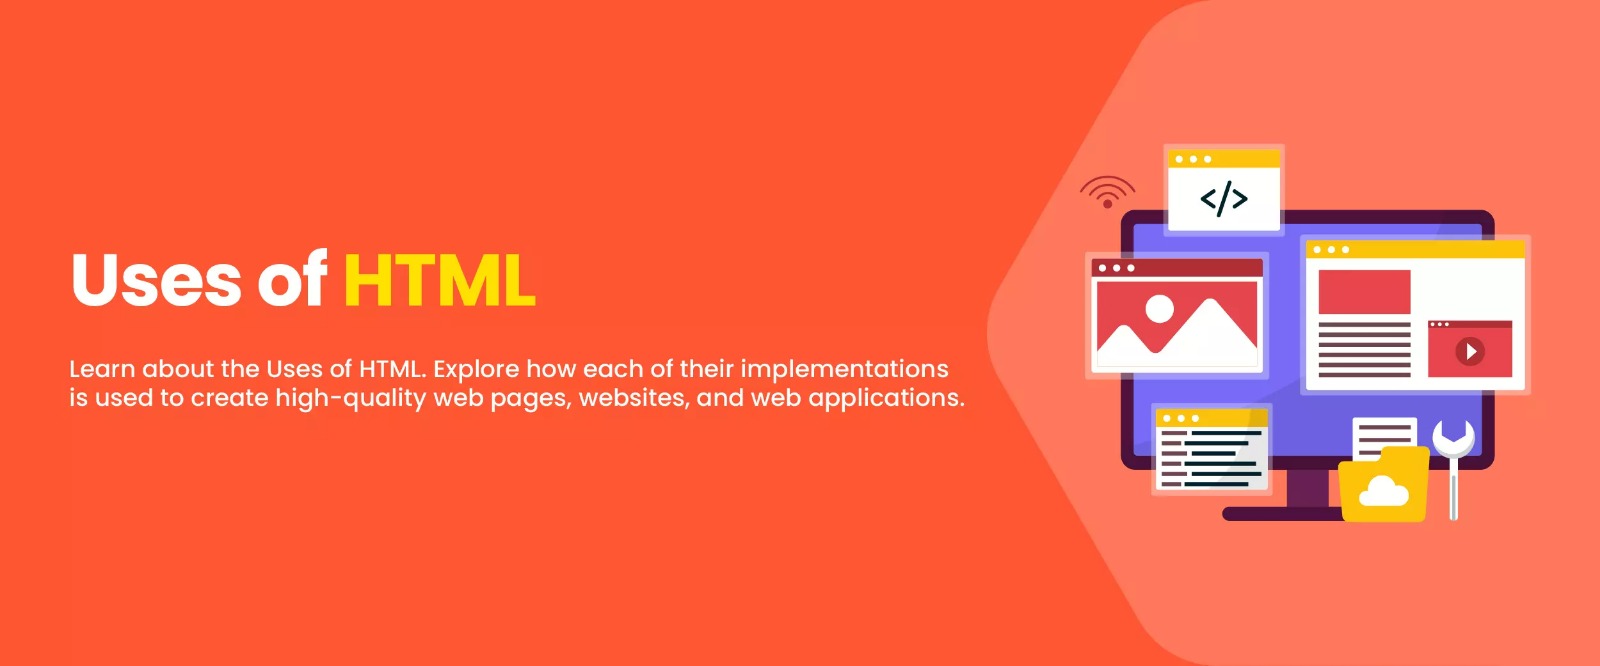 Uses of HTML
Learn about the Uses of HTML. Explore how each of their implementations
is used to create high-quality web pages, websites, and web applications.
</>